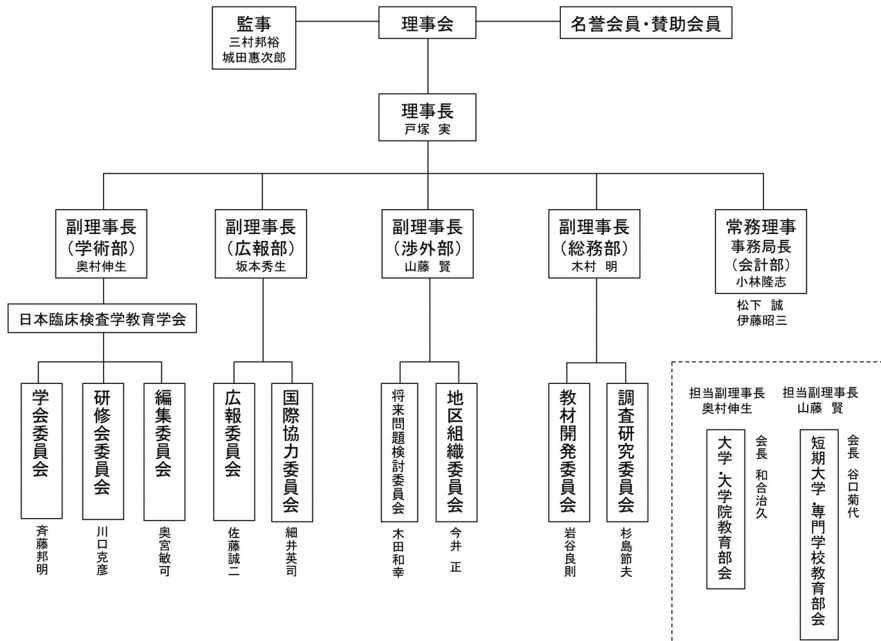 監事
三村邦裕
城田惠次郎
理事会
名誉会員・賛助会員
理事長
戸塚 実
副理事長
（学術部）
奥村伸生
副理事長
（広報部）
坂本秀生
副理事長
（渉外部）
山藤 賢
副理事長
（総務部）
木村 明
常務理事
事務局長
（会計部）
小林隆志
松下 誠
伊藤昭三
日本臨床検査学教育学会
学会委員会
斉藤邦明
研修会委員会
川口克彦
編集委員会
奥宮敏可
広報委員会
佐藤誠二
国際協力委員会
細井英司
将来問題検討委員会
木田和幸
地区組織委員会
今井 正
教材開発委員会
岩谷良則
調査研究委員会
杉島節夫
担当副理事長
奥村伸生
大学・大学院教育部会
会長 和合治久
担当副理事長
山藤 賢
短期大学・専門学校教育部会
会長 谷口菊代